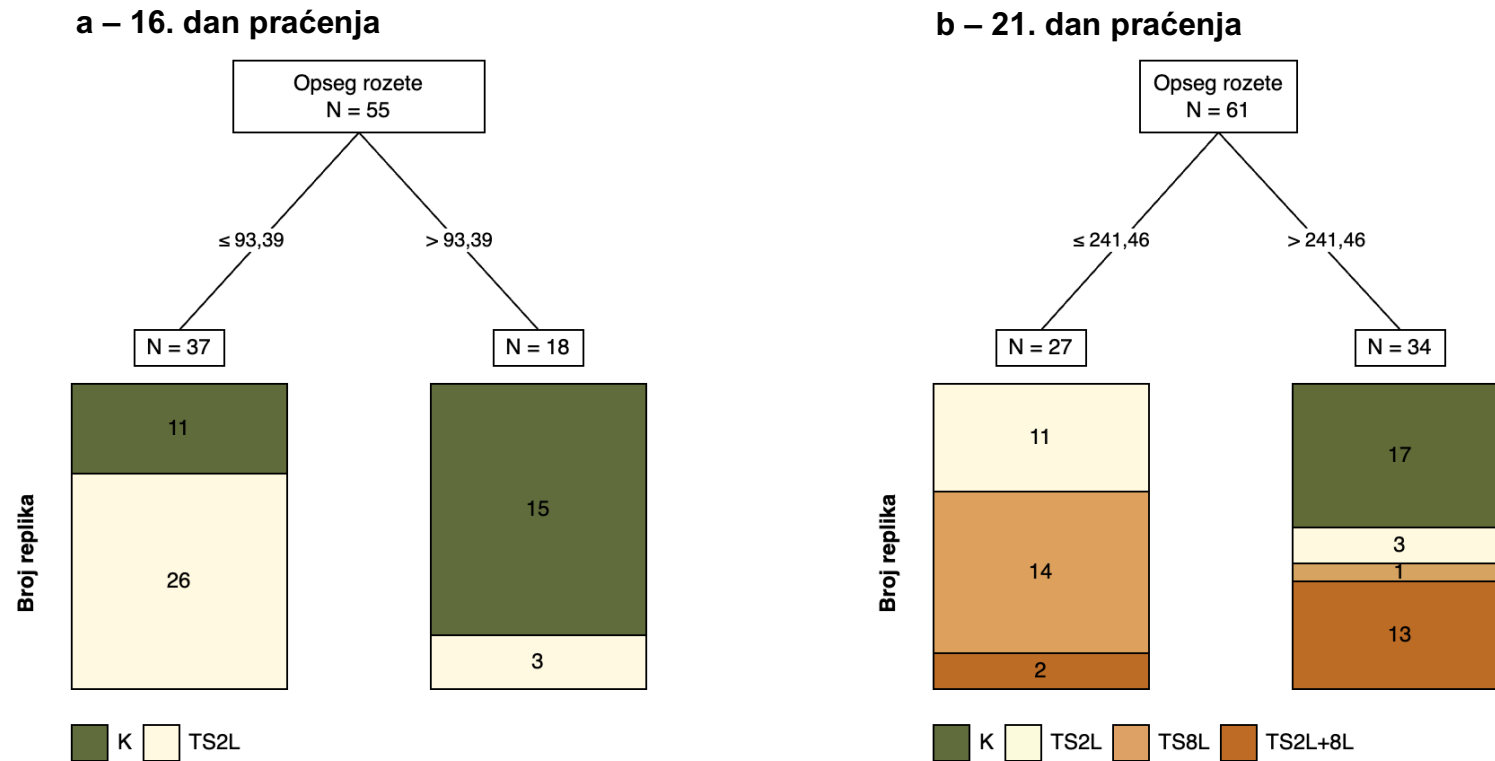 a – 16. dan praćenja
Opseg rozete
N = 55
≤ 93,39
> 93,39
N = 37
N = 18
Broj replika
11
26
15
3
K
TS2L
b – 21. dan praćenja
Opseg rozete
N = 61
≤ 241,46
> 241,46
N = 27
N = 34
Broj replika
11
14
2
17
3
1
13
K
TS2L
TS8L
TS2L+8L